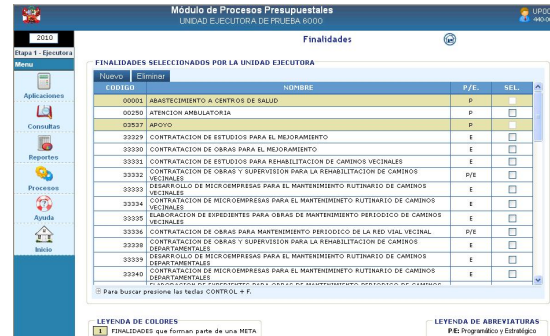 Módulo de Procesos Presupuestales
UNIDAD EJECUTORA DE PRUEBA 6000
2010
Etapa 1 - Ejecutora
Menu
Aplicaciones
Consultas
Reportes
Procesos
Ayuda
Inicio
Finalidades
FINALIDADES SELECCIONADOS POR LA UNIDAD EJECUTORA
Nuevo Eliminar
CODIGO NOMBRE P/E. SEL.
00001 ABASTECIMIENTO A CENTROS DE SALUD P
00250 ATENCION AMBULATORIA P
03537 APOYO P
33329 CONTRATACION DE ESTUDIOS PARA EL MEJORAMIENTO E
33330 CONTRATACION DE OBRAS PARA EL MEJORAMIENTO E
33331 CONTRATACION DE ESTUDIOS PARA REHABILITACION DE CAMINOS VECINALES E
33332 CONTRATACION DE OBRAS Y SUPERVISION PARA LA REHABILITACION DE CAMINOS VECINALES P/E
33333 DESARROLLO DE MICROEMPRESAS PARA EL MANTENIMIENTO RUTINARIO DE CAMINOS VECINALES E
33334 CONTRATACION DE MICROEMPRESAS PARA EL MANTENIMINETO RUTINARIO DE CAMINOS VECINALES E
33335 ELABORACION DE EXPEDIENTES PARA OBRAS DE MANTENIMIENTO PERIODICO DE CAMINOS VECINALES E
33336 CONTRATACION DE OBRAS PARA MANTENIMIENTO PERIODICO DE LA RED VIAL VECINAL P/E
33338 CONTRATACION DE OBRAS Y SUPERVISION PARA LA REHABILITACION DE CAMINOS DEPARTAMENTALES E
33339 DESARROLLO DE MICROEMPRESAS PARA EL MANTENIMIENTO RUTINARIO DE CAMINOS DEPARTAMENTALES E
33340 CONTRATACION DE MICROEMPRESAS PARA EL MANTENIMINETO RUTINARIO DE CAMINOS DEPARTAMENTALES E
Para buscar presione las teclas CONTROL + F.
LEYENDA DE COLORES
1 FINALIDADES que forman parte de una META
LEYENDA DE ABREVIATURAS
P/E: Programático y Estratégico